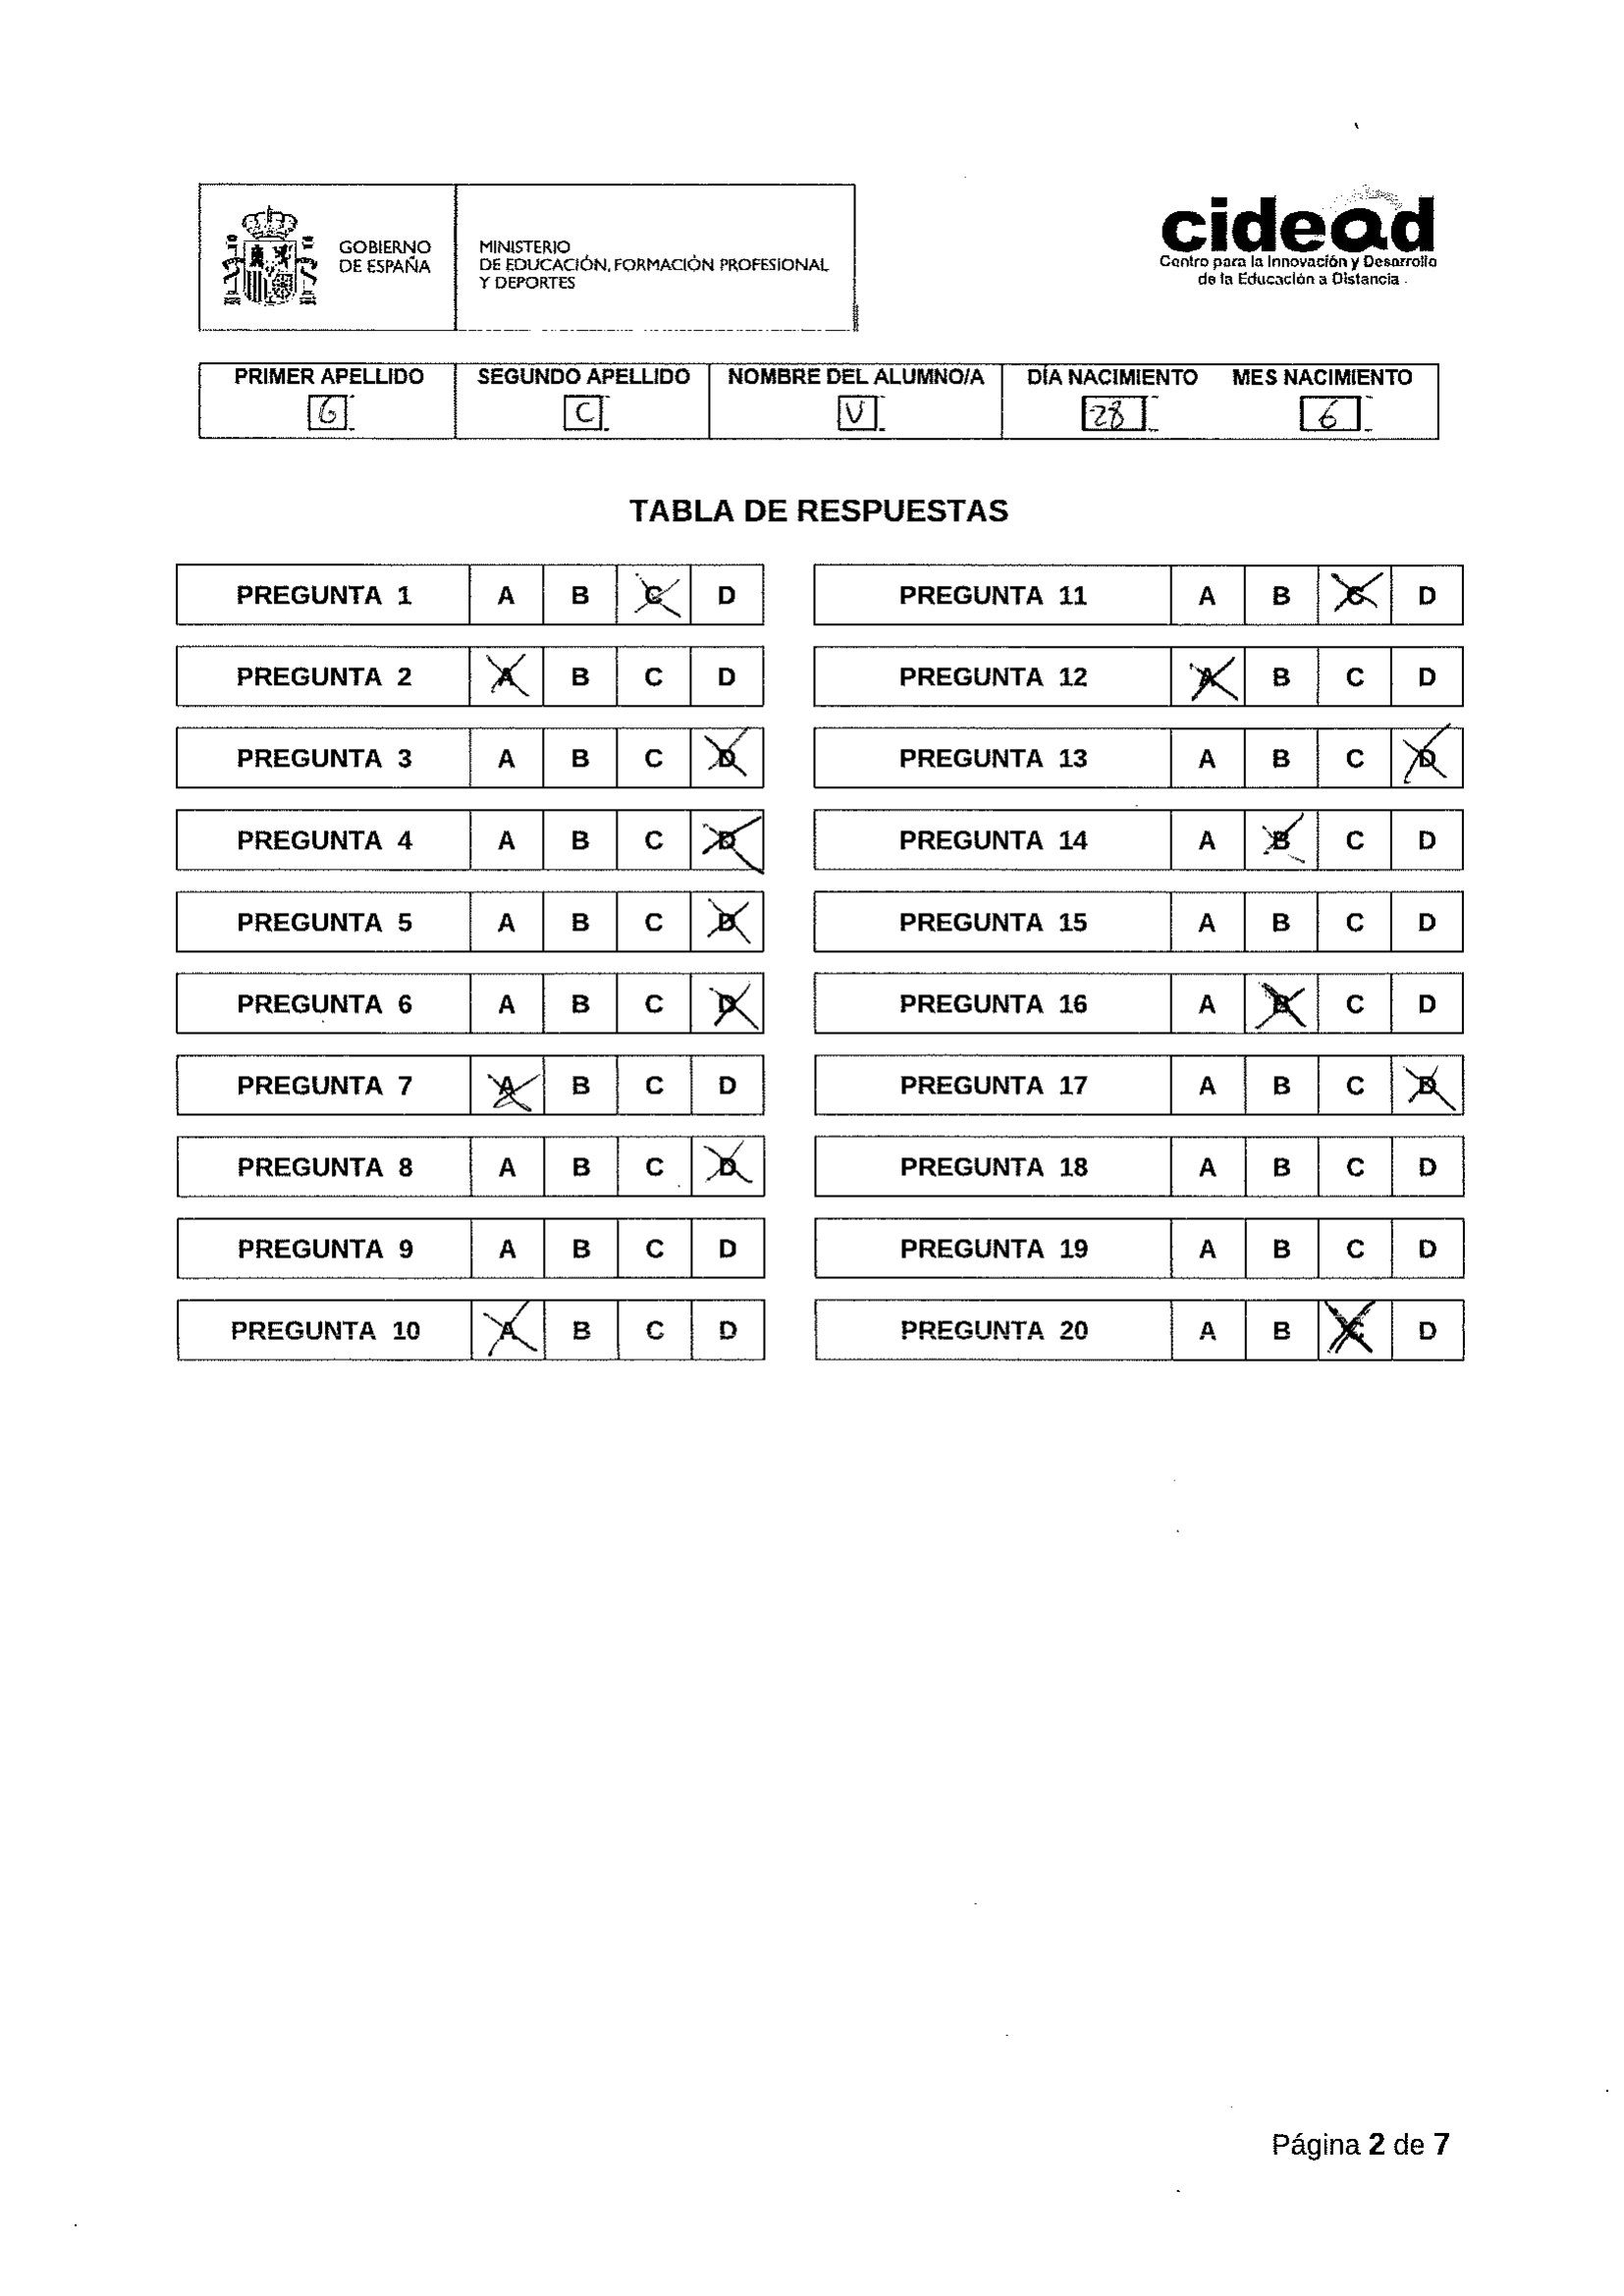 GOBIERNO
DE ESPAÑA
MINISTERIO
DE EDUCACIÓN, FORMACIÓN PROFESIONAL
Y DEPORTES
cidead
Centro para la Innovación y Desarrollo
de la Educación a Distancia
PRIMER APELLIDO SEGUNDO APELLIDO NOMBRE DEL ALUMNO/A DÍA NACIMIENTO MES NACIMIENTO
G C V 28 6
TABLA DE RESPUESTAS
PREGUNTA 1 A B C D
PREGUNTA 11 A B C D
PREGUNTA 2 A B C D
PREGUNTA 12 A B C D
PREGUNTA 3 A B C D
PREGUNTA 13 A B C D
PREGUNTA 4 A B C D
PREGUNTA 14 A B C D
PREGUNTA 5 A B C D
PREGUNTA 15 A B C D
PREGUNTA 6 A B C D
PREGUNTA 16 A B C D
PREGUNTA 7 A B C D
PREGUNTA 17 A B C D
PREGUNTA 8 A B C D
PREGUNTA 18 A B C D
PREGUNTA 9 A B C D
PREGUNTA 19 A B C D
PREGUNTA 10 A B C D
PREGUNTA 20 A B C D
Página 2 de 7